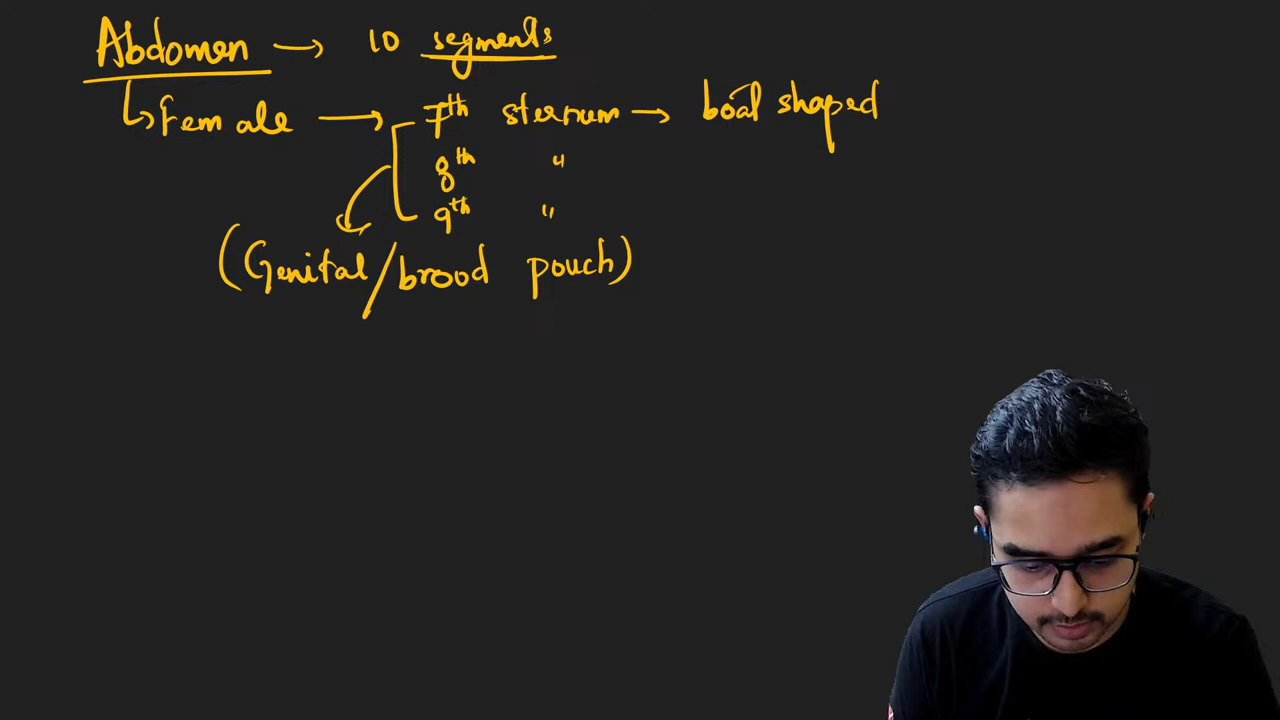 Abdomen → 10 segments
↳ Female → 7th sternum → boat shaped
8th "
9th "
(Genital/brood pouch)